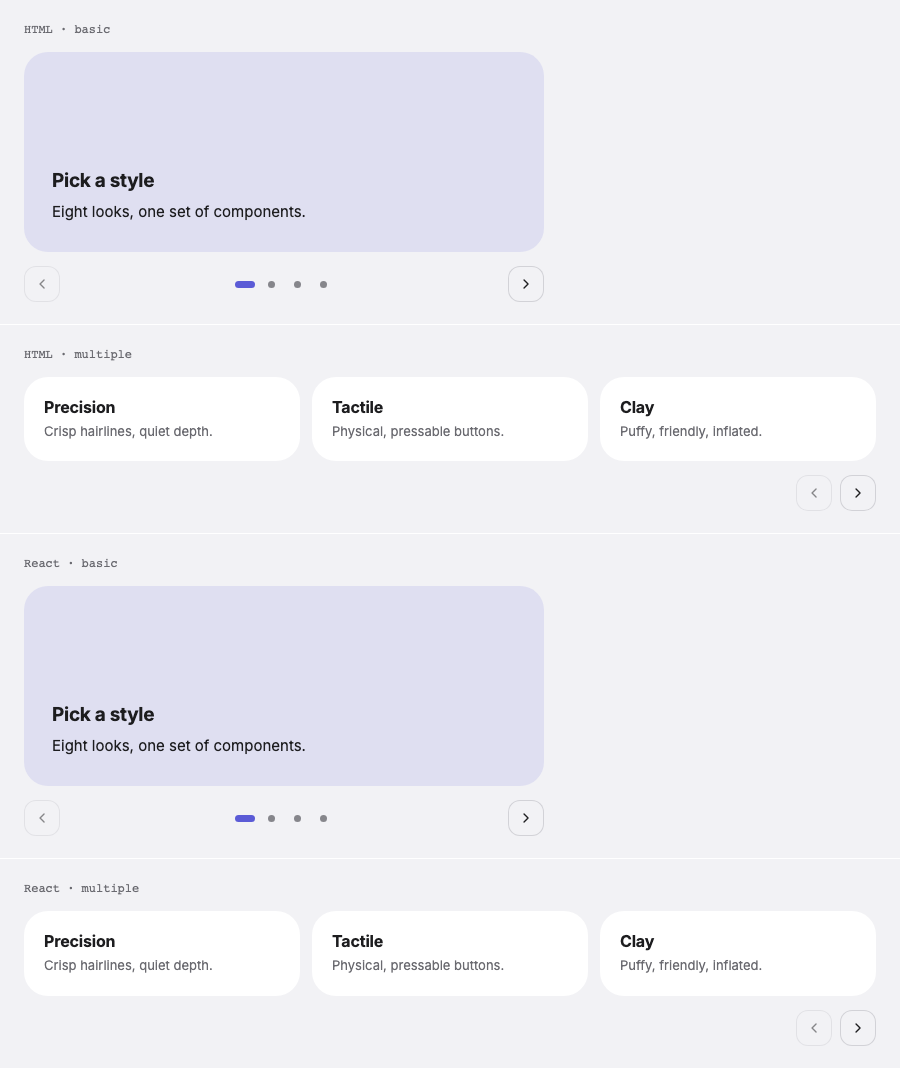 HTML · basic
Pick a style
Eight looks, one set of components.
HTML · multiple
Precision
Crisp hairlines, quiet depth.
Tactile
Physical, pressable buttons.
Clay
Puffy, friendly, inflated.
React · basic
Pick a style
Eight looks, one set of components.
React · multiple
Precision
Crisp hairlines, quiet depth.
Tactile
Physical, pressable buttons.
Clay
Puffy, friendly, inflated.